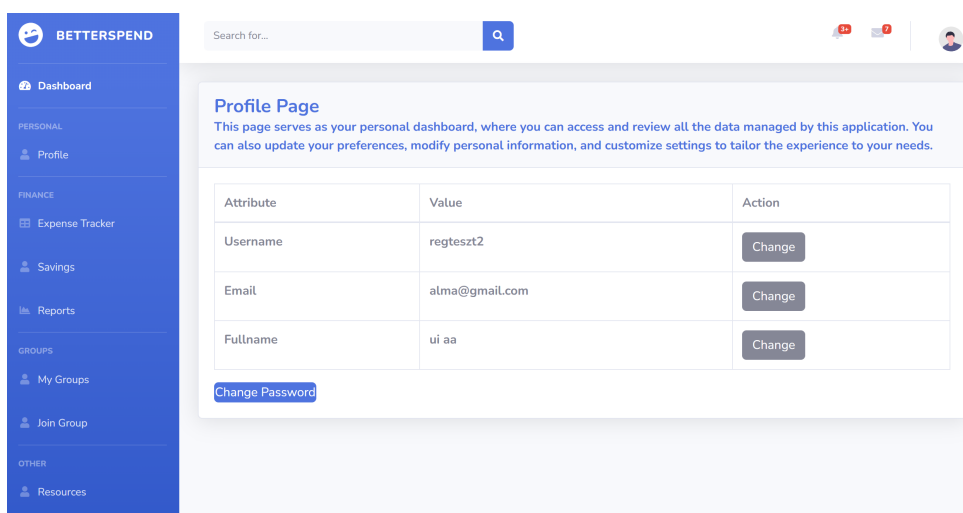 BETTERSPEND
Search for...
3+
7
Dashboard
PERSONAL
Profile
FINANCE
Expense Tracker
Savings
Reports
GROUPS
My Groups
Join Group
OTHER
Resources
Profile Page
This page serves as your personal dashboard, where you can access and review all the data managed by this application. You
can also update your preferences, modify personal information, and customize settings to tailor the experience to your needs.
Attribute Value Action
Username regteszt2 Change
Email alma@gmail.com Change
Fullname ui aa Change
Change Password